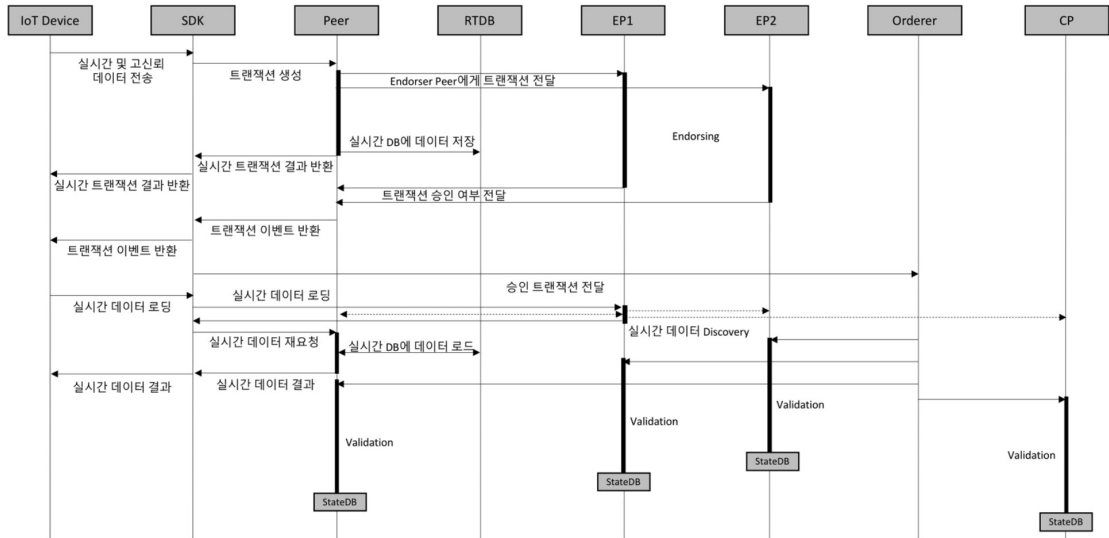 IoT Device
SDK
Peer
RTDB
EP1
EP2
Orderer
CP
실시간 및 고신뢰
데이터 전송
트랜잭션 생성
Endorser Peer에게 트랜잭션 전달
Endorsing
실시간 DB에 데이터 저장
실시간 트랜잭션 결과 반환
실시간 트랜잭션 결과 반환
트랜잭션 승인 여부 전달
트랜잭션 이벤트 반환
트랜잭션 이벤트 반환
승인 트랜잭션 전달
실시간 데이터 로딩
실시간 데이터 로딩
실시간 데이터 Discovery
실시간 데이터 재요청
실시간 DB에 데이터 로드
실시간 데이터 결과
실시간 데이터 결과
Validation
Validation
Validation
Validation
StateDB
StateDB
StateDB
StateDB